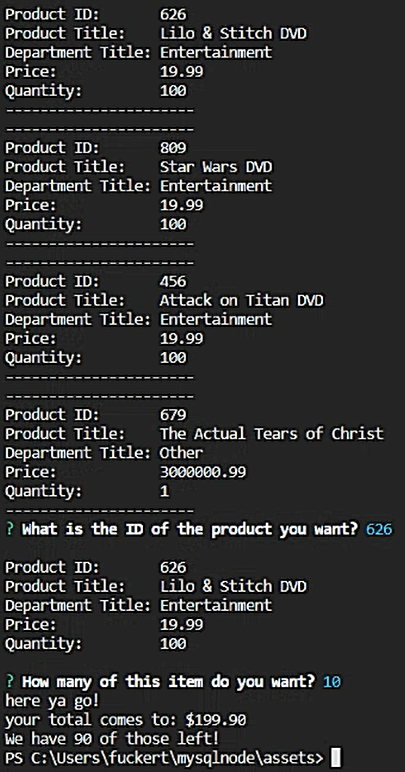 Product ID: 626
Product Title: Lilo & Stitch DVD
Department Title: Entertainment
Price: 19.99
Quantity: 100
----------------------
----------------------
Product ID: 809
Product Title: Star Wars DVD
Department Title: Entertainment
Price: 19.99
Quantity: 100
----------------------
----------------------
Product ID: 456
Product Title: Attack on Titan DVD
Department Title: Entertainment
Price: 19.99
Quantity: 100
----------------------
----------------------
Product ID: 679
Product Title: The Actual Tears of Christ
Department Title: Other
Price: 3000000.99
Quantity: 1
----------------------
? What is the ID of the product you want? 626
Product ID: 626
Product Title: Lilo & Stitch DVD
Department Title: Entertainment
Price: 19.99
Quantity: 100
? How many of this item do you want? 10
here ya go!
your total comes to: $199.90
We have 90 of those left!
PS C:\Users\fuckert\mysqlnode\assets>